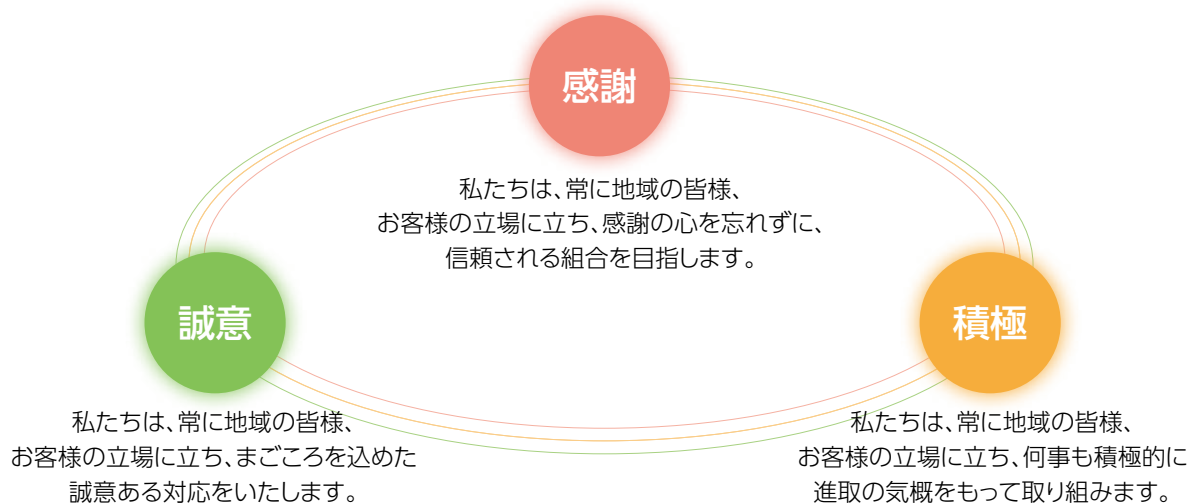 感謝
私たちは、常に地域の皆様、
お客様の立場に立ち、感謝の心を忘れずに、
信頼される組合を目指します。
誠意
私たちは、常に地域の皆様、
お客様の立場に立ち、まごころを込めた
誠意ある対応をいたします。
積極
私たちは、常に地域の皆様、
お客様の立場に立ち、何事も積極的に
進取の気概をもって取り組みます。